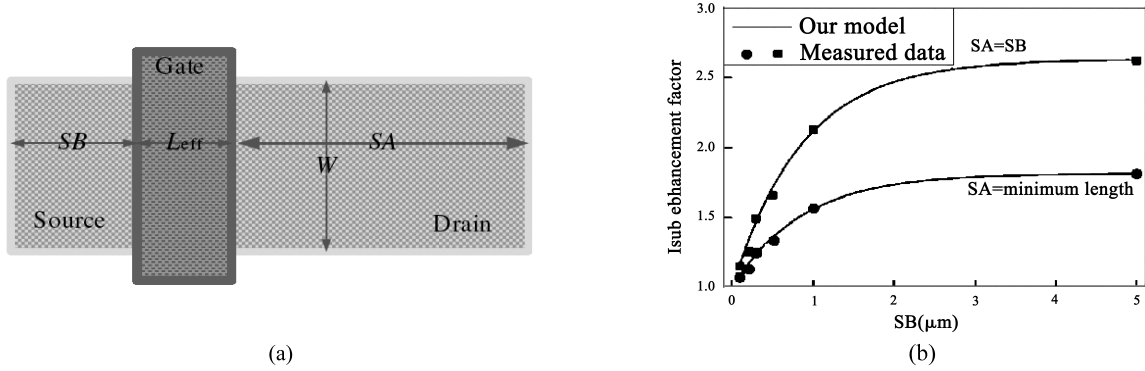 Gate
SB
Leff
SA
W
Source
Drain
(a)
3.0
2.5
2.0
1.5
1.0
Isub ebhancement factor
Our model
Measured data
SA=SB
SA=minimum length
0
1
2
3
4
5
SB(μm)
(b)